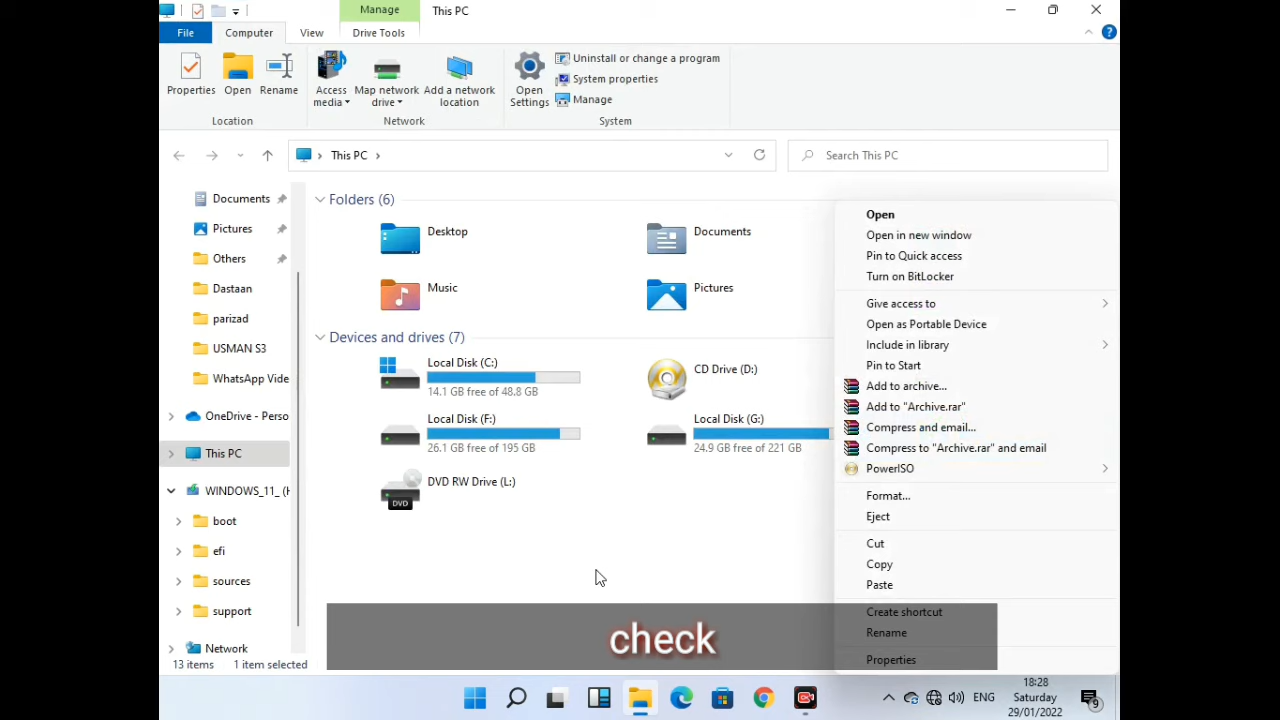 Manage
This PC
File
Computer
View
Drive Tools
Properties
Open
Rename
Access media
Map network drive
Add a network location
Open Settings
Uninstall or change a program
System properties
Manage
Location
Network
System
This PC
Search This PC
Documents
Pictures
Others
Dastaan
parizad
USMAN S3
WhatsApp Vide
OneDrive - Perso
This PC
WINDOWS_11_ (H
boot
efi
sources
support
Network
Folders (6)
Desktop
Documents
Music
Pictures
Devices and drives (7)
Local Disk (C:)
14.1 GB free of 48.8 GB
CD Drive (D:)
Local Disk (F:)
26.1 GB free of 195 GB
Local Disk (G:)
24.9 GB free of 221 GB
DVD RW Drive (L:)
DVD
Open
Open in new window
Pin to Quick access
Turn on BitLocker
Give access to
Open as Portable Device
Include in library
Pin to Start
Add to archive...
Add to "Archive.rar"
Compress and email...
Compress to "Archive.rar" and email
PowerISO
Format...
Eject
Cut
Copy
Paste
Create shortcut
Rename
Properties
check
13 items
1 item selected
ENG
18:28
Saturday
29/01/2022
9